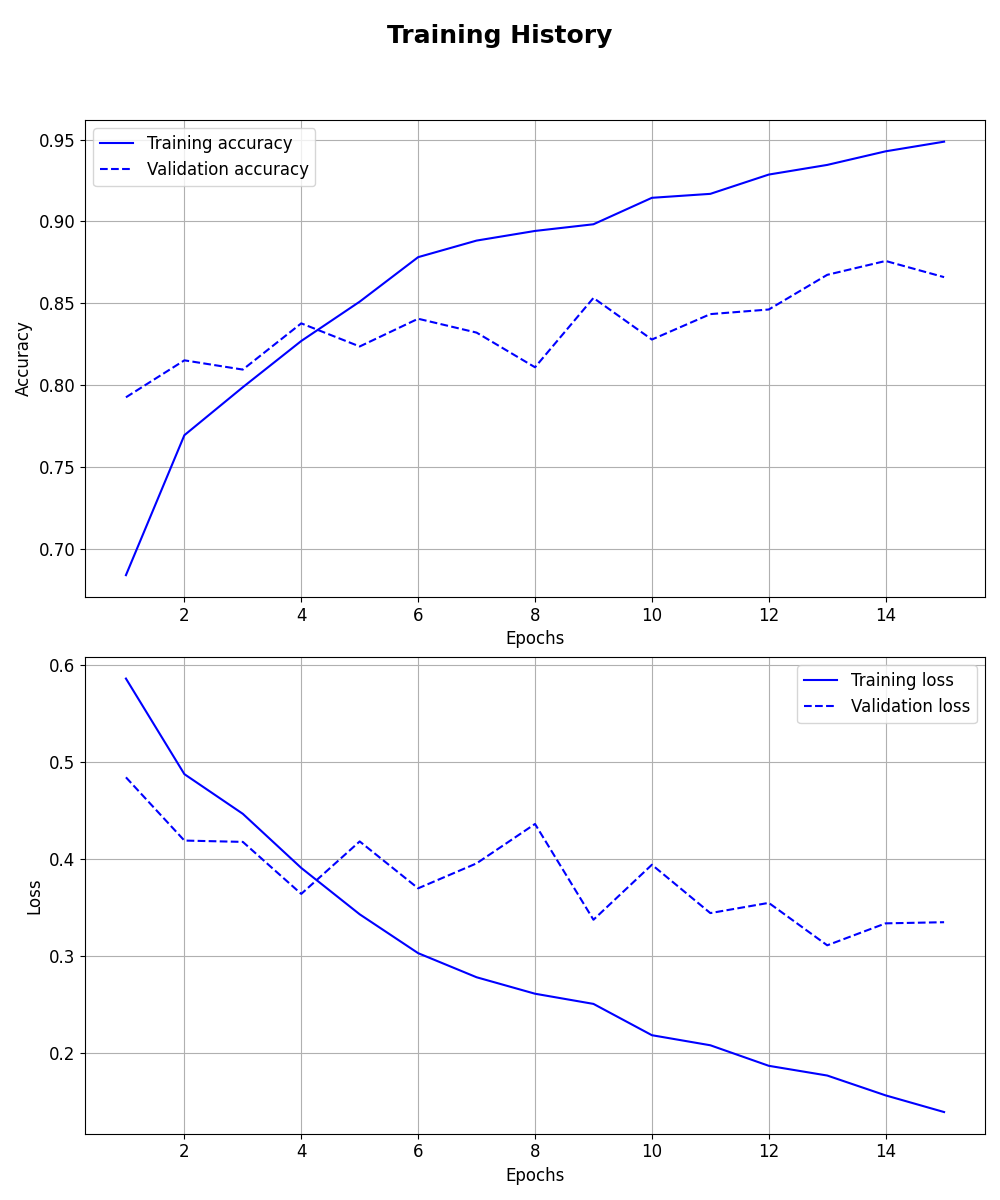 Training History
Training accuracy
Validation accuracy
0.95
0.90
0.85
0.80
0.75
0.70
Accuracy
2 4 6 8 10 12 14
Epochs
Training loss
Validation loss
0.6
0.5
0.4
0.3
0.2
Loss
2 4 6 8 10 12 14
Epochs